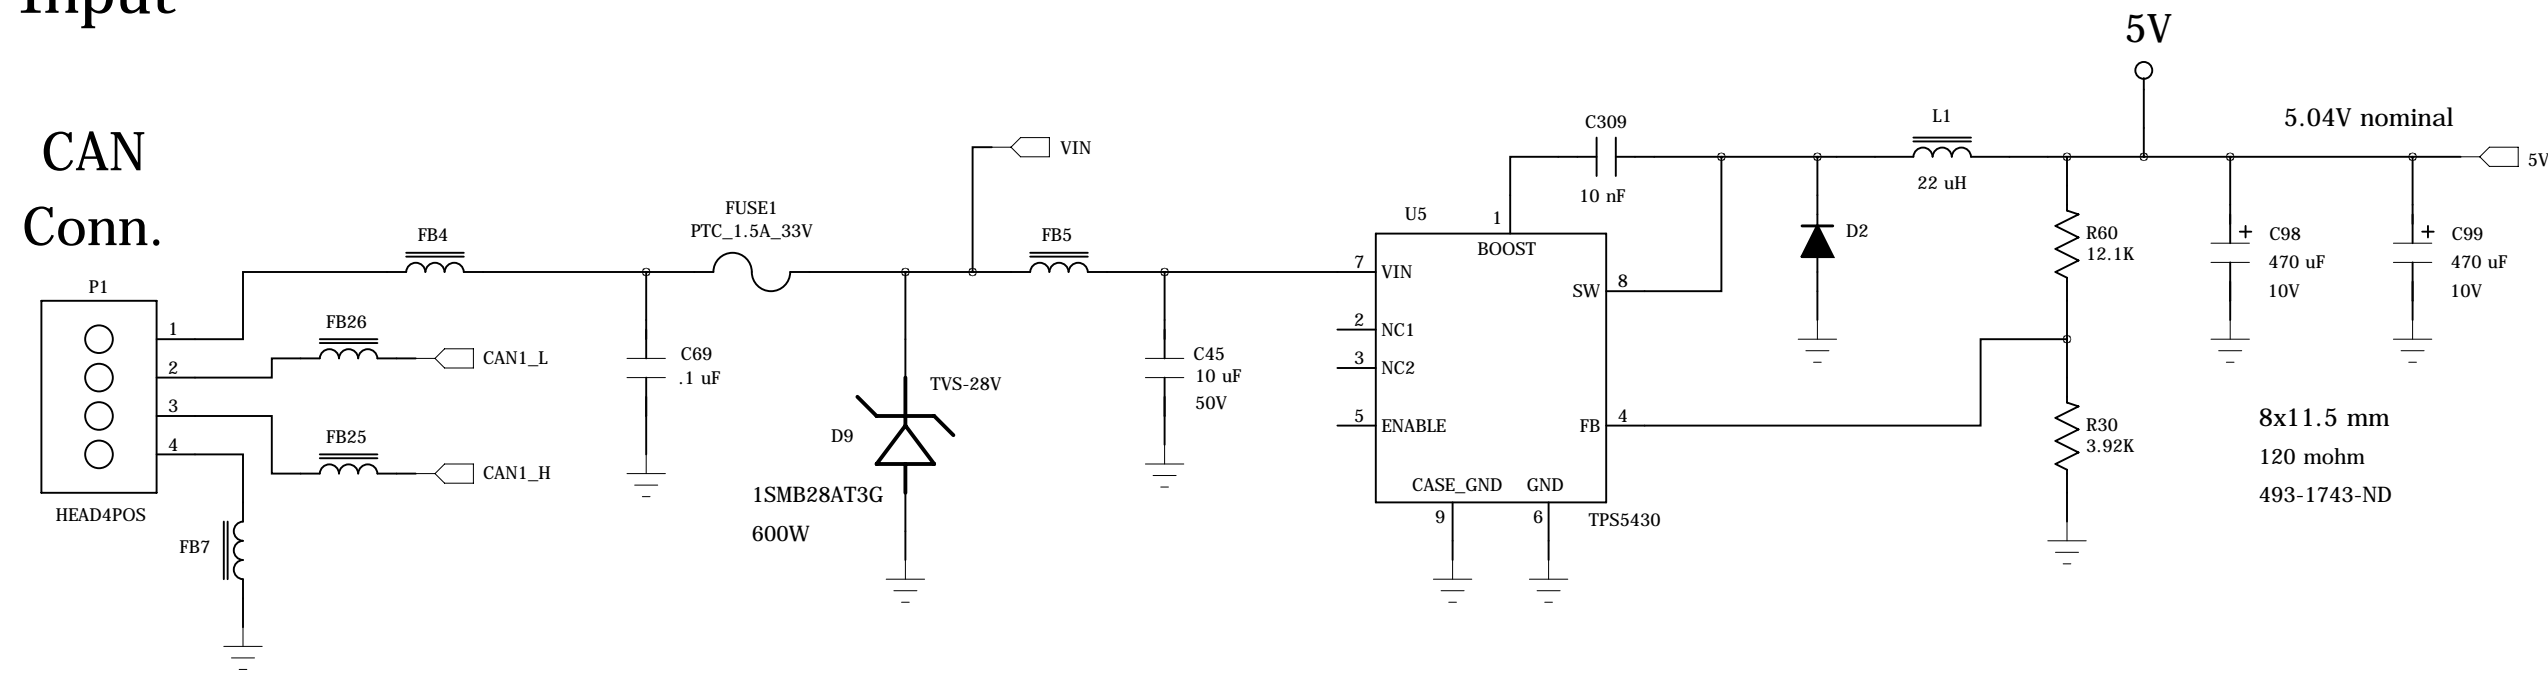 Input
CAN
Conn.
P1
1
2
3
4
HEAD4POS
FB4
FB26
CAN1_L
FB25
CAN1_H
FB7
C69
.1 uF
FUSE1
PTC_1.5A_33V
VIN
TVS-28V
D9
1SMB28AT3G
600W
FB5
C45
10 uF
50V
U5
1
BOOST
7 VIN
SW 8
2 NC1
3 NC2
5 ENABLE
FB 4
CASE_GND GND
9 6
TPS5430
C309
10 nF
D2
L1
22 uH
5V
5.04V nominal
5V
R60
12.1K
R30
3.92K
+ C98
470 uF
10V
+ C99
470 uF
10V
8x11.5 mm
120 mohm
493-1743-ND